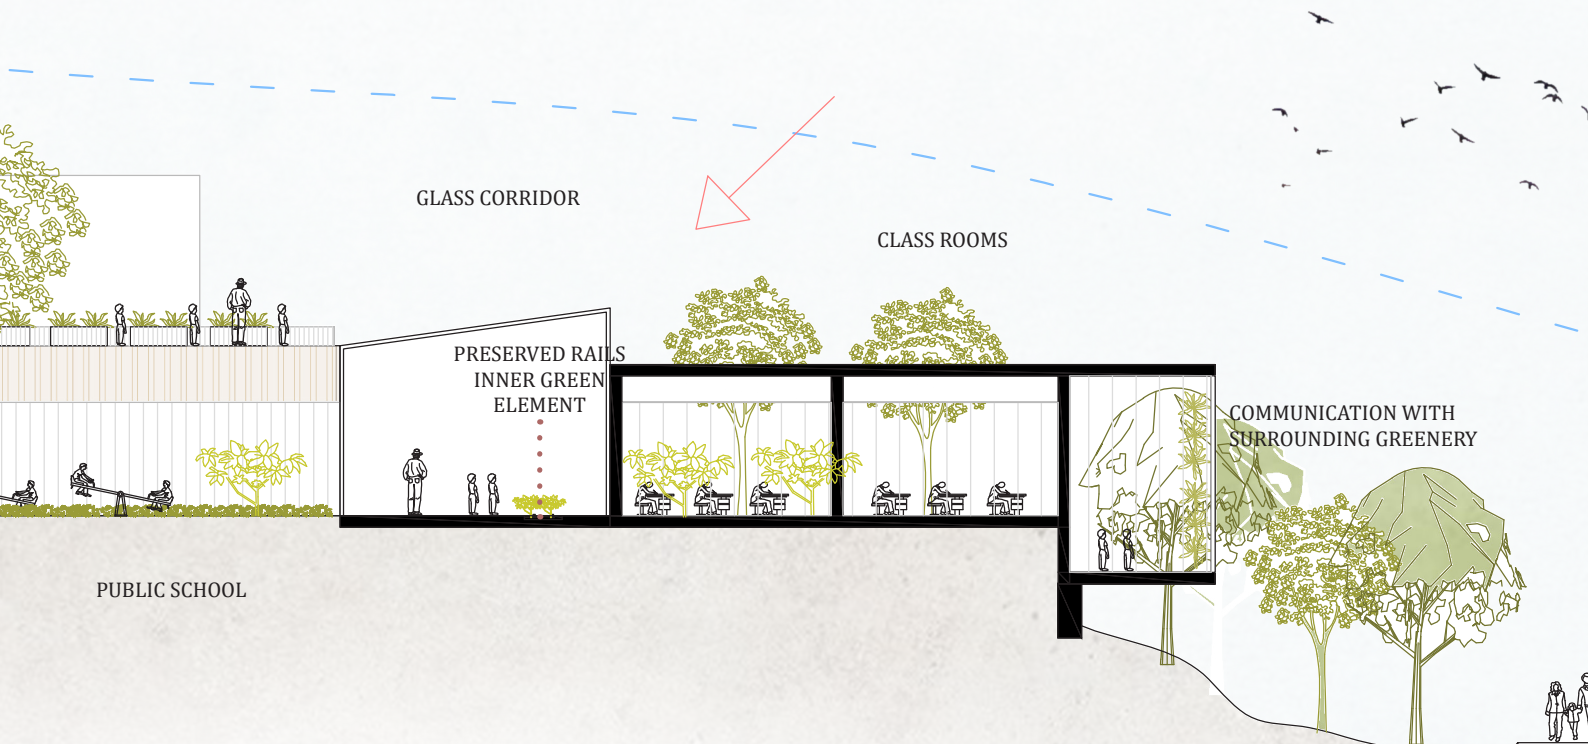 GLASS CORRIDOR
CLASS ROOMS
PRESERVED RAILS
INNER GREEN
ELEMENT
COMMUNICATION WITH
SURROUNDING GREENERY
PUBLIC SCHOOL